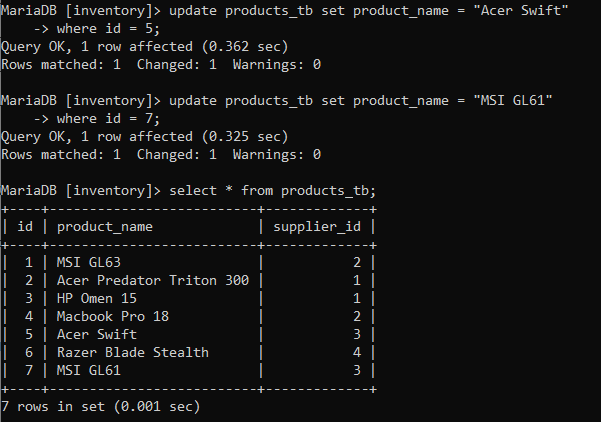 MariaDB [inventory]> update products_tb set product_name = "Acer Swift"
    -> where id = 5;
Query OK, 1 row affected (0.362 sec)
Rows matched: 1  Changed: 1  Warnings: 0

MariaDB [inventory]> update products_tb set product_name = "MSI GL61"
    -> where id = 7;
Query OK, 1 row affected (0.325 sec)
Rows matched: 1  Changed: 1  Warnings: 0

MariaDB [inventory]> select * from products_tb;
+----+--------------------------+-------------+
| id | product_name             | supplier_id |
+----+--------------------------+-------------+
|  1 | MSI GL63                 |           2 |
|  2 | Acer Predator Triton 300 |           1 |
|  3 | HP Omen 15               |           1 |
|  4 | Macbook Pro 18           |           2 |
|  5 | Acer Swift               |           3 |
|  6 | Razer Blade Stealth      |           4 |
|  7 | MSI GL61                 |           3 |
+----+--------------------------+-------------+
7 rows in set (0.001 sec)